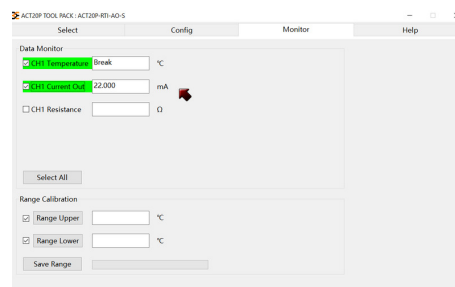 ACT20P TOOL PACK : ACT20P-RTI-AO-S
Select Config Monitor Help
Data Monitor
CH1 Temperature Break °C
CH1 Current Out 22.000 mA
CH1 Resistance Ω
Select All
Range Calibration
Range Upper °C
Range Lower °C
Save Range